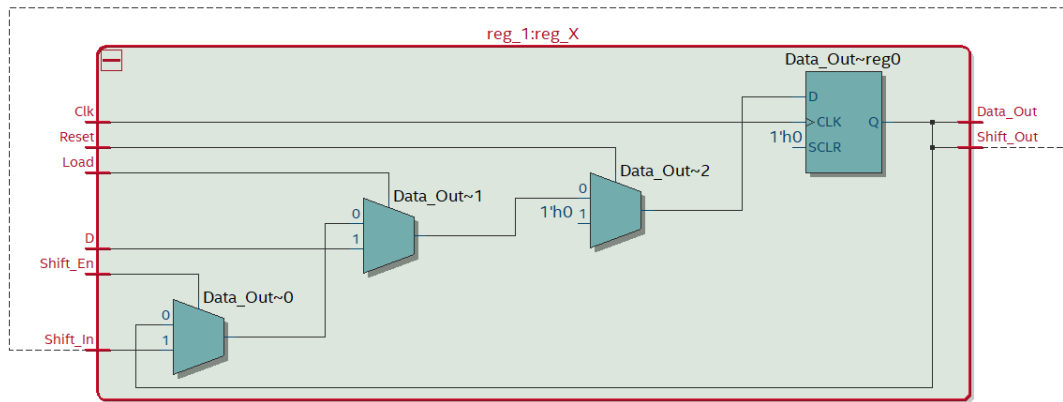 reg_1:reg_X
Data_Out~reg0
D
Clk
CLK
Q
Data_Out
Reset
1'h0
SCLR
Shift_Out
Load
Data_Out~2
0
Data_Out~1
1'h0
1
0
D
1
Shift_En
Data_Out~0
0
Shift_In
1